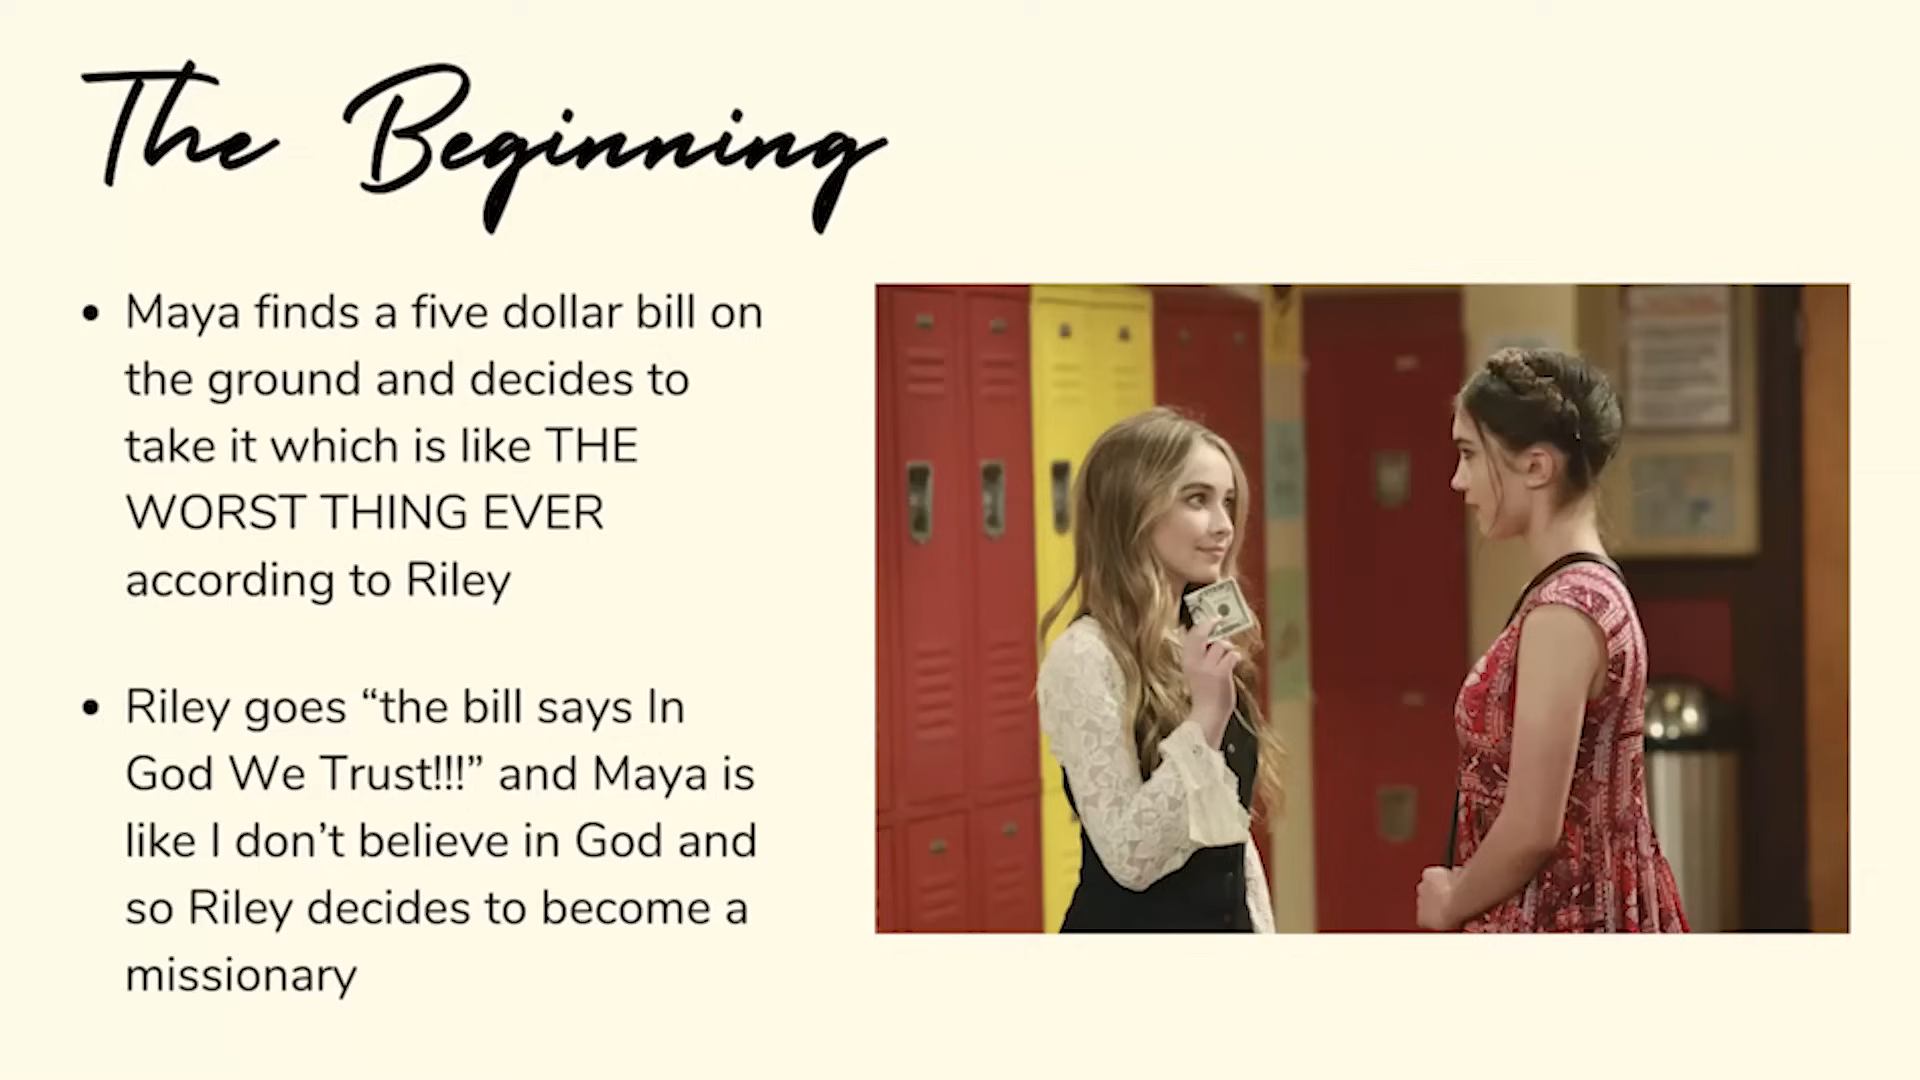 The Beginning
• Maya finds a five dollar bill on
the ground and decides to
take it which is like THE
WORST THING EVER
according to Riley
• Riley goes “the bill says In
God We Trust!!!” and Maya is
like I don’t believe in God and
so Riley decides to become a
missionary